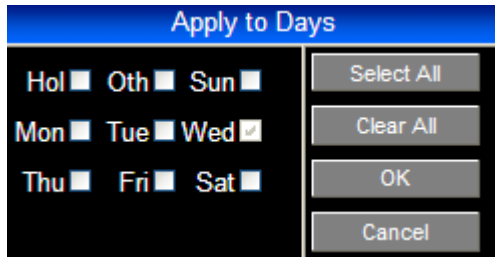 Apply to Days
Hol Oth Sun
Mon Tue Wed
Thu Fri Sat
Select All
Clear All
OK
Cancel